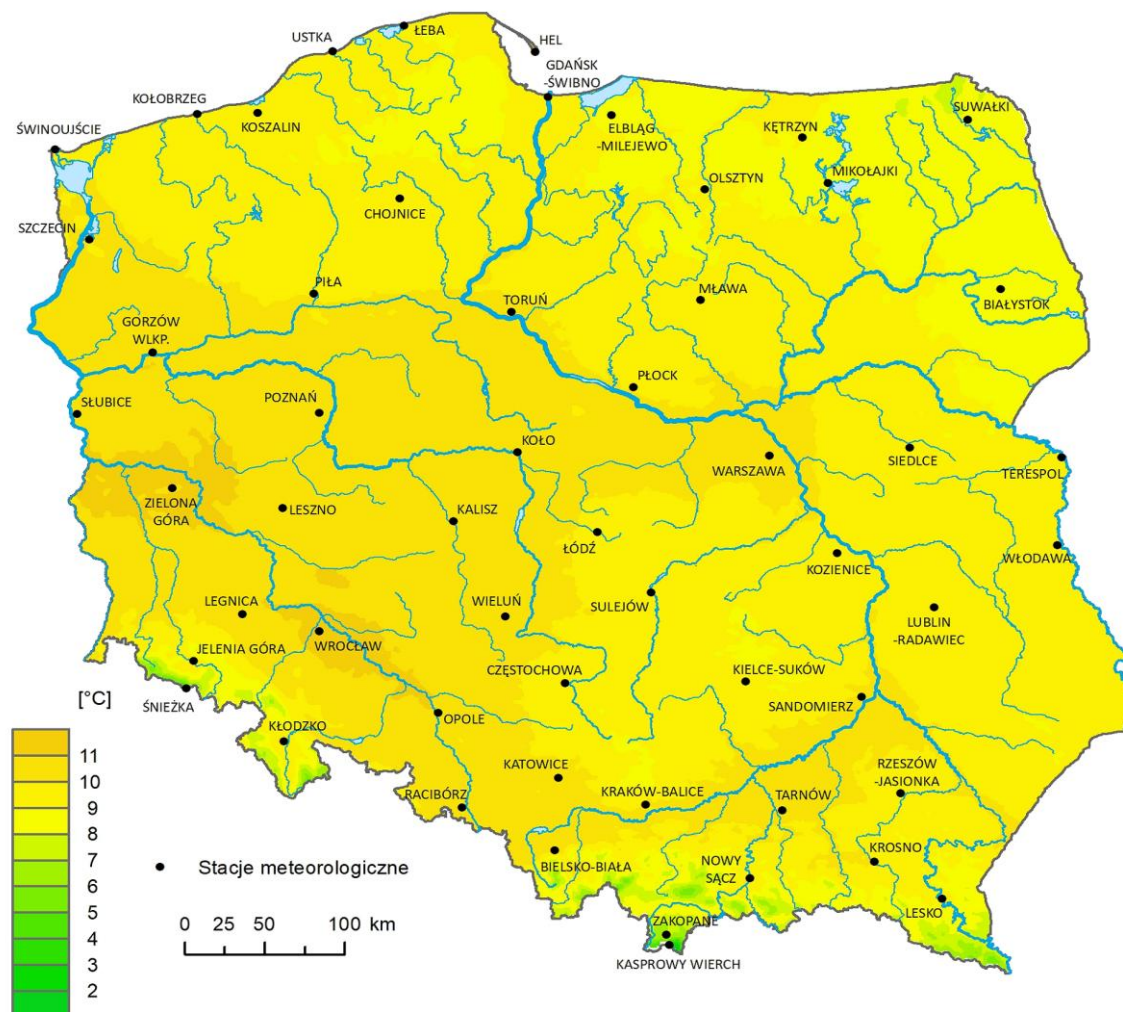 ŁEBA
USTKA
HEL
GDAŃSK
-ŚWIBNO
KOŁOBRZEG
KOSZALIN
SUWAŁKI
ŚWINOUJŚCIE
ELBLĄG
-MILEJEWO
KĘTRZYN
MIKOŁAJKI
OLSZTYN
CHOJNICE
SZCZECIN
PIŁA
TORUŃ
MŁAWA
BIAŁYSTOK
GORZÓW
WLKP.
PŁOCK
SŁUBICE
POZNAŃ
KOŁO
WARSZAWA
SIEDLCE
TERESPOL
ZIELONA
GÓRA
LESZNO
KALISZ
ŁÓDŹ
KOZIENICE
WŁODAWA
LEGNICA
WIELUŃ
SULEJÓW
LUBLIN
-RADAWIEC
JELENIA GÓRA
WROCŁAW
CZĘSTOCHOWA
KIELCE-SUKÓW
[°C]
ŚNIEŻKA
SANDOMIERZ
OPOLE
KŁODZKO
11
10
9
8
7
6
5
4
3
2
KATOWICE
RZESZÓW
-JASIONKA
RACIBÓRZ
KRAKÓW-BALICE
TARNÓW
Stacje meteorologiczne
BIELSKO-BIAŁA
NOWY
SĄCZ
KROSNO
LESKO
0 25 50 100 km
ZAKOPANE
KASPROWY WIERCH